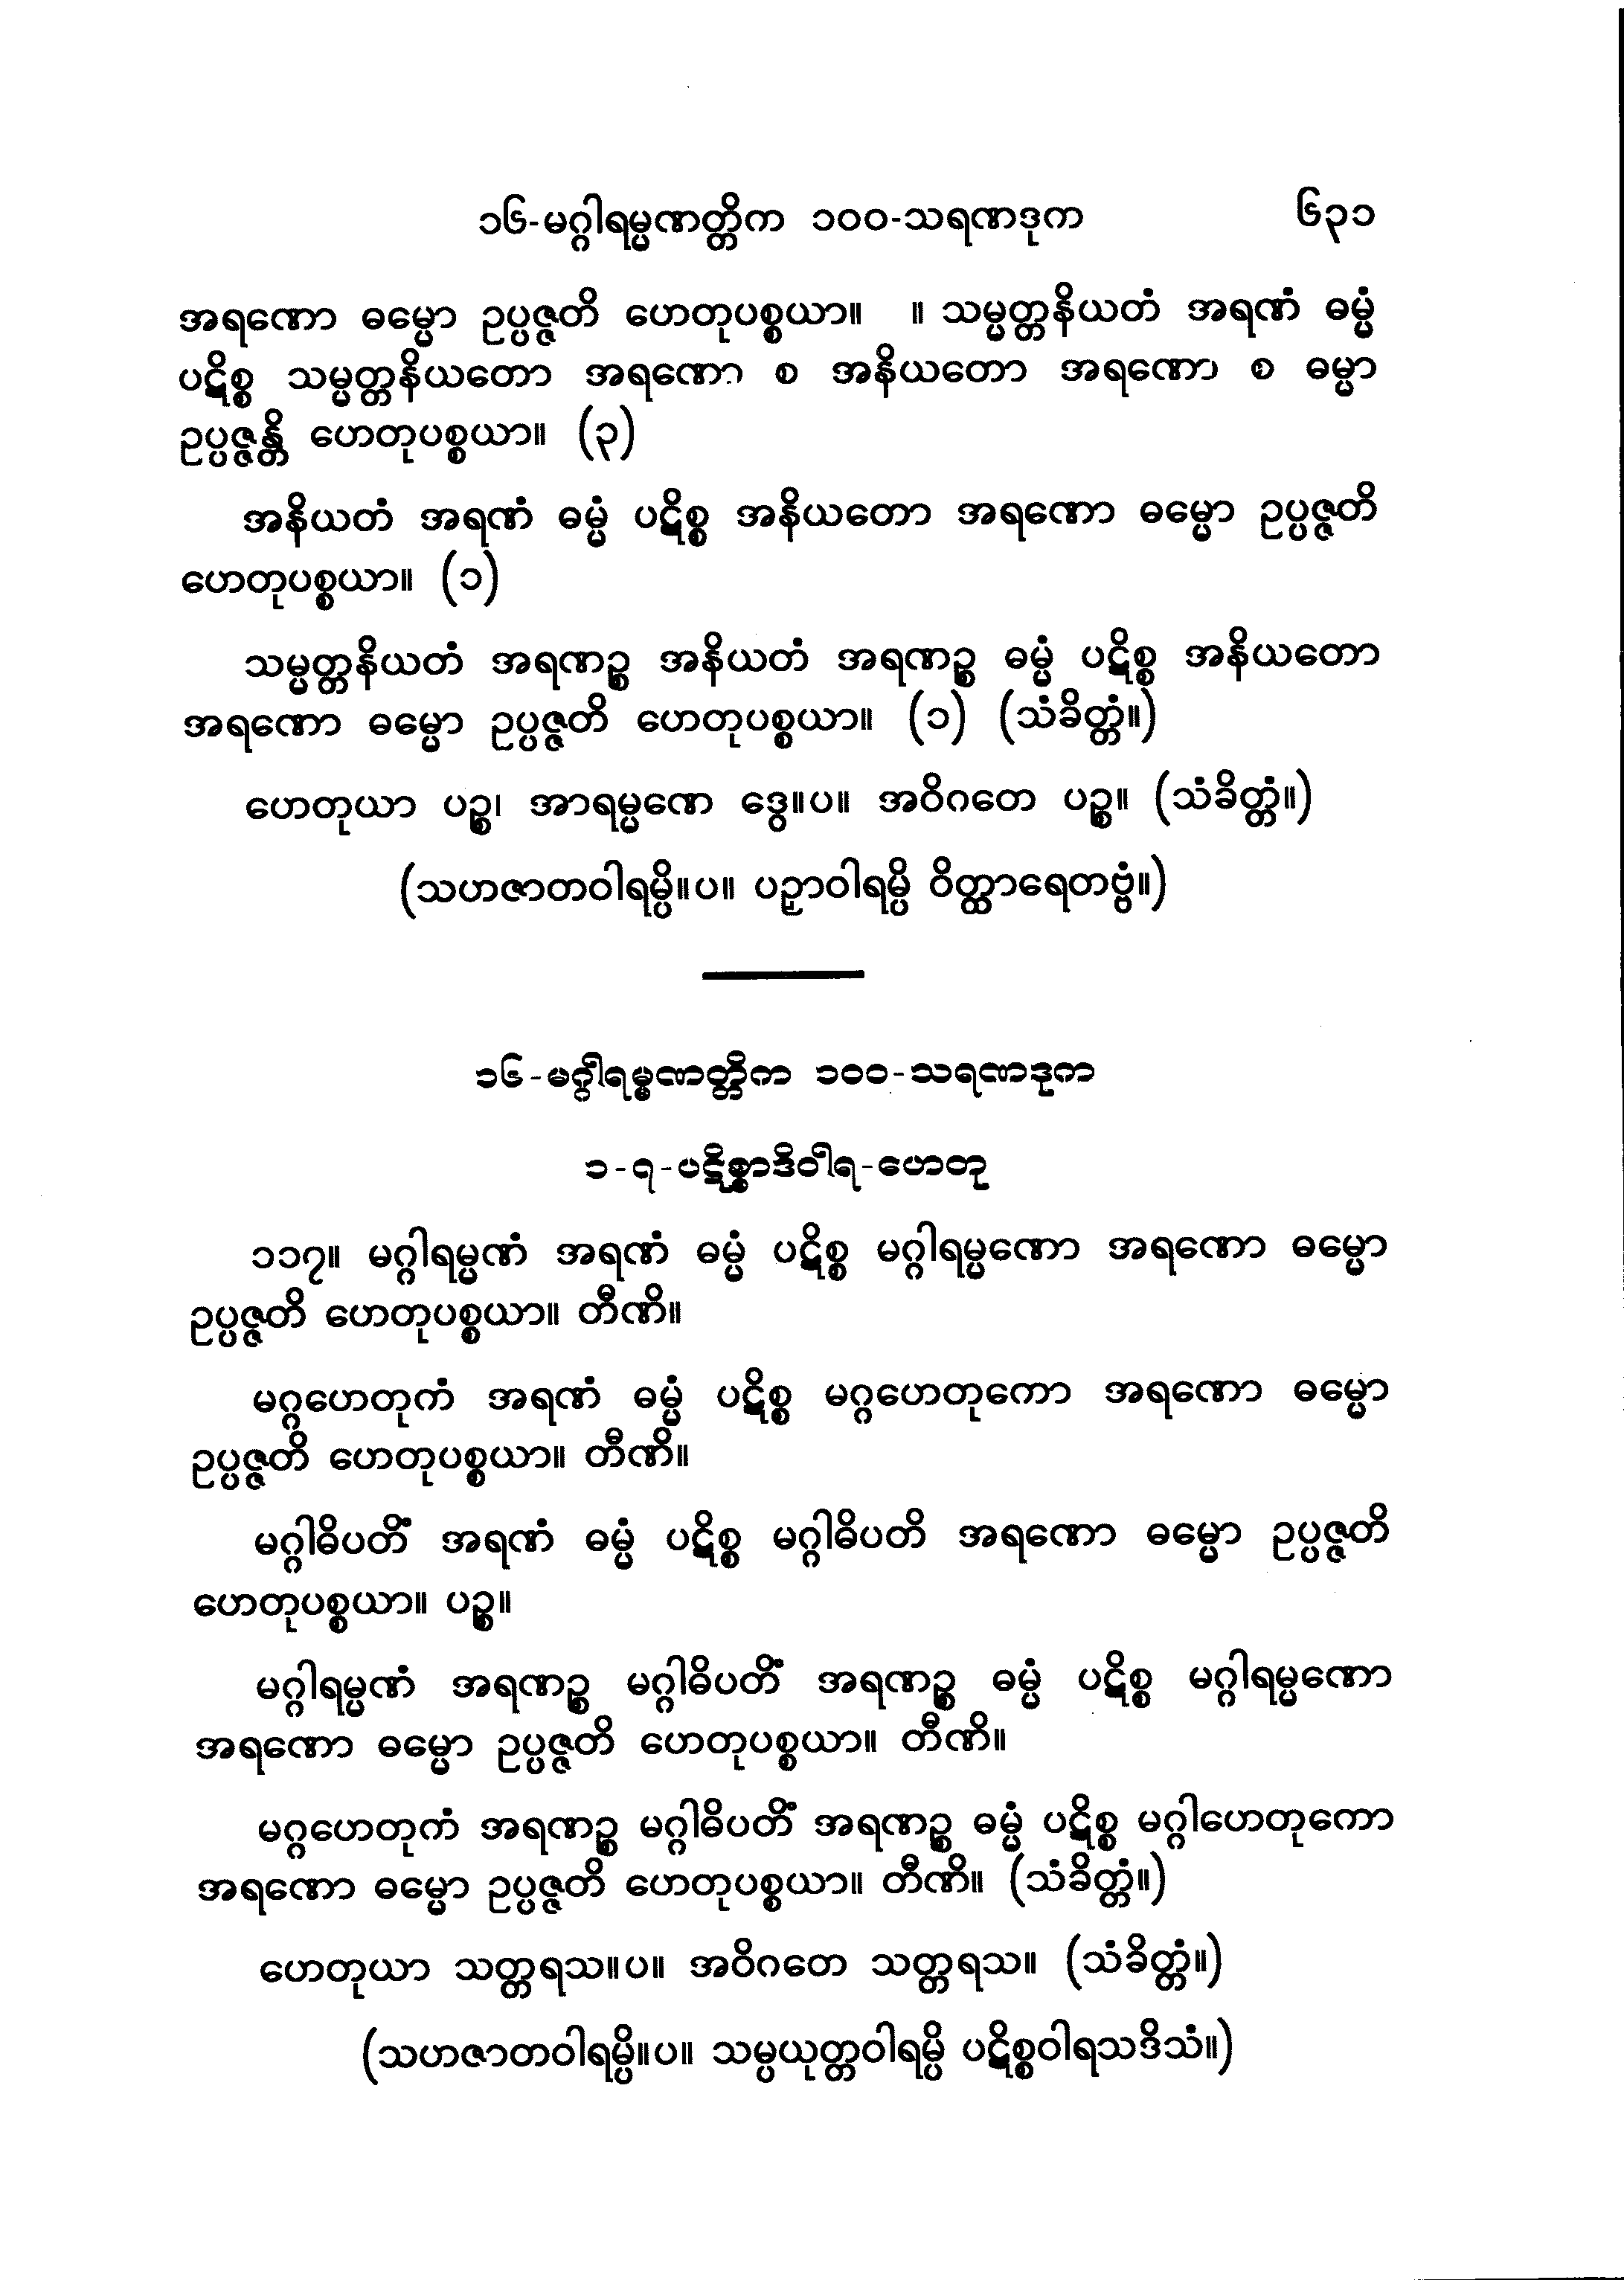 ၁၆-မဂ္ဂါရမ္မဏတ္တိက ၁၀၀-သရဏဒုက ၆၃၁
အရဏော ဓမ္မော ဥပ္ပဇ္ဇတိ ဟေတုပစ္စယာ။ ။ သမ္မတ္တနိယတံ အရဏံ ဓမ္မံ
ပဋိစ္စ သမ္မတ္တနိယတော အရဏော စ အနိယတော အရဏော စ ဓမ္မာ
ဥပ္ပဇ္ဇန္တိ ဟေတုပစ္စယာ။ (၃)
အနိယတံ အရဏံ ဓမ္မံ ပဋိစ္စ အနိယတော အရဏော ဓမ္မော ဥပ္ပဇ္ဇတိ
ဟေတုပစ္စယာ။ (၁)
သမ္မတ္တနိယတံ အရဏဉ္စ အနိယတံ အရဏဉ္စ ဓမ္မံ ပဋိစ္စ အနိယတော
အရဏော ဓမ္မော ဥပ္ပဇ္ဇတိ ဟေတုပစ္စယာ။ (၁) (သံခိတ္တံ။)
ဟေတုယာ ပဉ္စ၊ အာရမ္မဏေ ဒွေ။ပ။ အဝိဂတေ ပဉ္စ။ (သံခိတ္တံ။)
(သဟဇာတဝါရမ္ပိ။ပ။ ပဉှာဝါရမ္ပိ ဝိတ္ထာရေတဗ္ဗံ။)
၁၆-မဂ္ဂါရမ္မဏတ္တိက ၁၀၀-သရဏဒုက
၁-၇-ပဋိစ္စာဒိဝါရ-ဟေတု
၁၁၇။ မဂ္ဂါရမ္မဏံ အရဏံ ဓမ္မံ ပဋိစ္စ မဂ္ဂါရမ္မဏော အရဏော ဓမ္မော
ဥပ္ပဇ္ဇတိ ဟေတုပစ္စယာ။ တီဏိ။
မဂ္ဂဟေတုကံ အရဏံ ဓမ္မံ ပဋိစ္စ မဂ္ဂဟေတုကော အရဏော ဓမ္မော
ဥပ္ပဇ္ဇတိ ဟေတုပစ္စယာ။ တီဏိ။
မဂ္ဂါဓိပတိံ အရဏံ ဓမ္မံ ပဋိစ္စ မဂ္ဂါဓိပတိ အရဏော ဓမ္မော ဥပ္ပဇ္ဇတိ
ဟေတုပစ္စယာ။ ပဉ္စ။
မဂ္ဂါရမ္မဏံ အရဏဉ္စ မဂ္ဂါဓိပတိံ အရဏဉ္စ ဓမ္မံ ပဋိစ္စ မဂ္ဂါရမ္မဏော
အရဏော ဓမ္မော ဥပ္ပဇ္ဇတိ ဟေတုပစ္စယာ။ တီဏိ။
မဂ္ဂဟေတုကံ အရဏဉ္စ မဂ္ဂါဓိပတိံ အရဏဉ္စ ဓမ္မံ ပဋိစ္စ မဂ္ဂါဟေတုကော
အရဏော ဓမ္မော ဥပ္ပဇ္ဇတိ ဟေတုပစ္စယာ။ တီဏိ။ (သံခိတ္တံ။)
ဟေတုယာ သတ္တရသ။ပ။ အဝိဂတေ သတ္တရသ။ (သံခိတ္တံ။)
(သဟဇာတဝါရမ္ပိ။ပ။ သမ္ပယုတ္တဝါရမ္ပိ ပဋိစ္စဝါရသဒိသံ။)